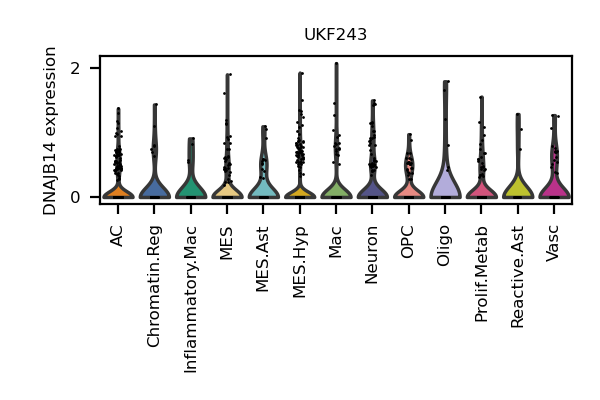 UKF243
DNAJB14 expression
2
0
AC
Chromatin.Reg
Inflammatory.Mac
MES
MES.Ast
MES.Hyp
Mac
Neuron
OPC
Oligo
Prolif.Metab
Reactive.Ast
Vasc